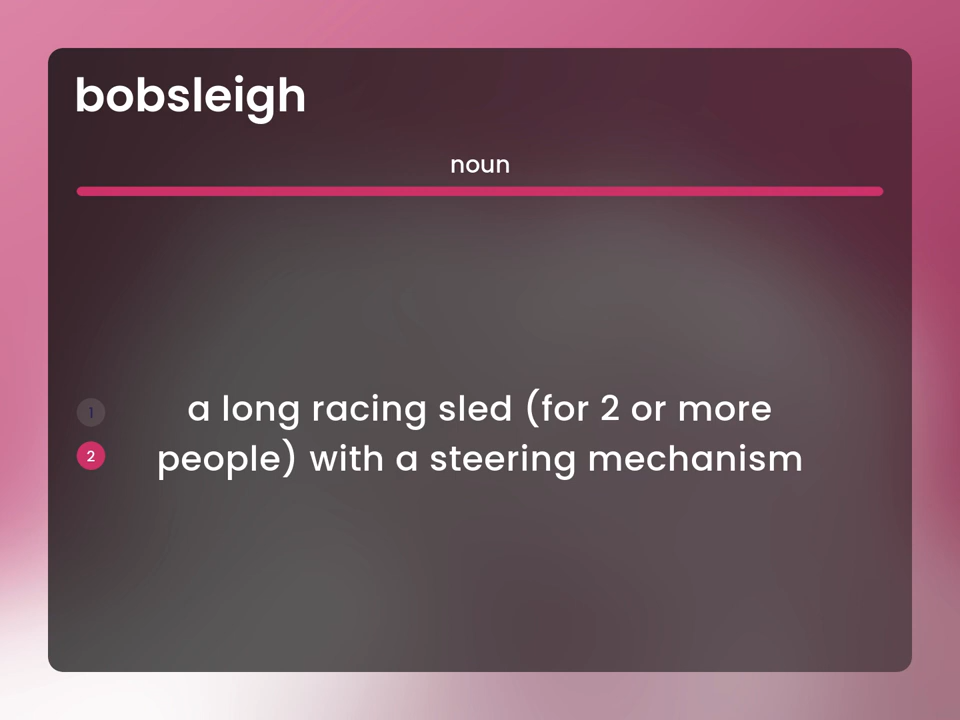 bobsleigh
noun
1
2
a long racing sled (for 2 or more
people) with a steering mechanism